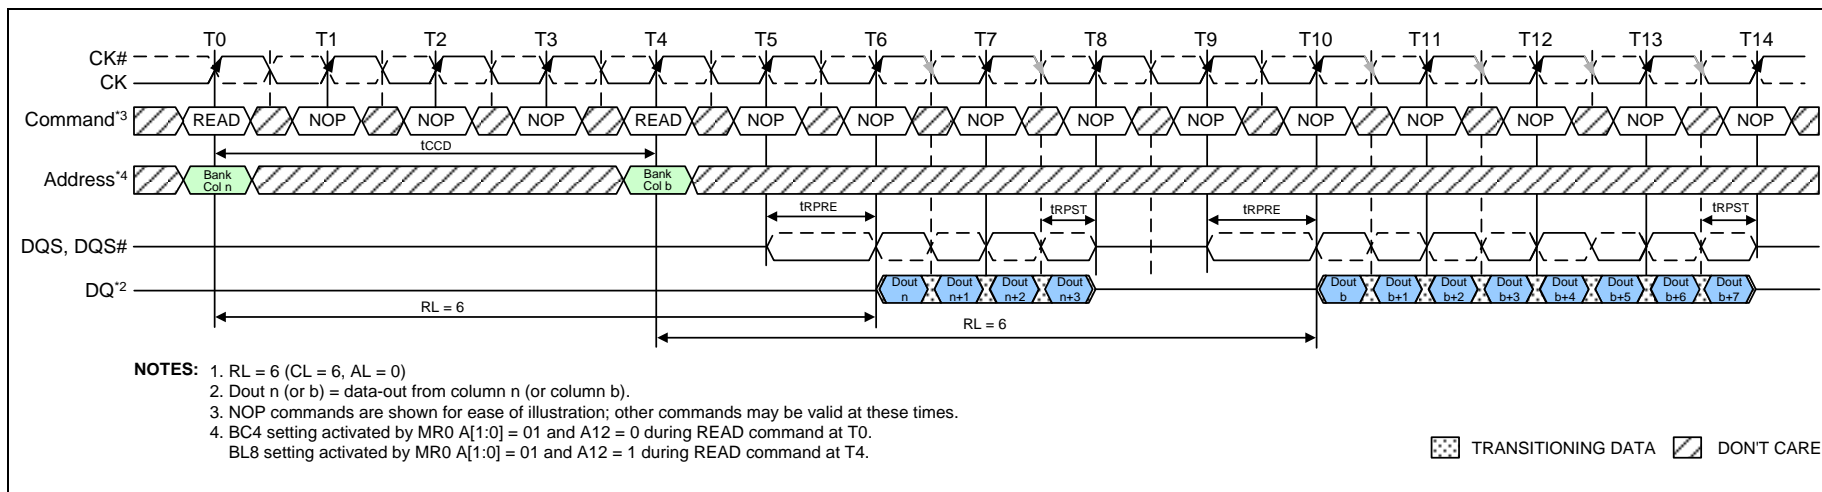 T0 T1 T2 T3 T4 T5 T6 T7 T8 T9 T10 T11 T12 T13 T14
CK#
CK
Command*3 READ NOP NOP NOP READ NOP NOP NOP NOP NOP NOP NOP NOP NOP NOP
tCCD
Address*4 Bank Col n Bank Col b
tRPRE tRPST tRPRE tRPST
DQS, DQS#
DQ*2 Dout n Dout n+1 Dout n+2 Dout n+3 Dout b Dout b+1 Dout b+2 Dout b+3 Dout b+4 Dout b+5 Dout b+6 Dout b+7
RL = 6
RL = 6
NOTES: 1. RL = 6 (CL = 6, AL = 0)
2. Dout n (or b) = data-out from column n (or column b).
3. NOP commands are shown for ease of illustration; other commands may be valid at these times.
4. BC4 setting activated by MR0 A[1:0] = 01 and A12 = 0 during READ command at T0.
BL8 setting activated by MR0 A[1:0] = 01 and A12 = 1 during READ command at T4.
TRANSITIONING DATA DON'T CARE